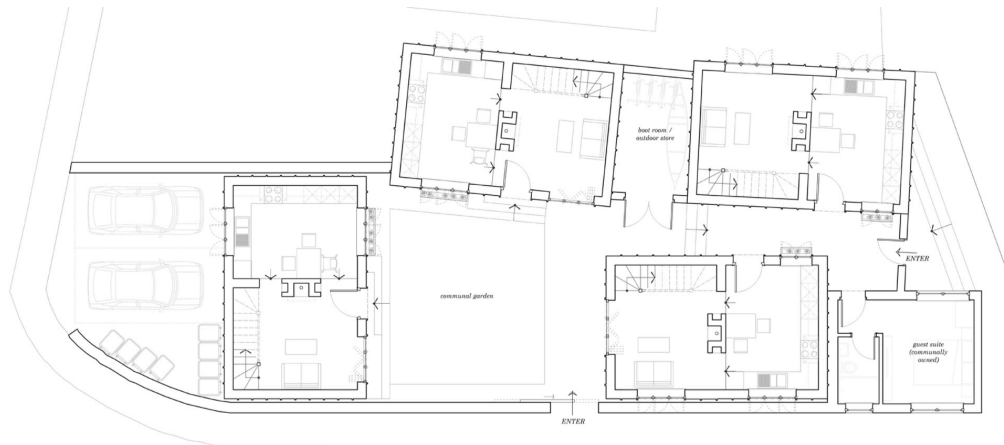 boot room /
outdoor store
ENTER
communal garden
guest suite
(communally
owned)
ENTER